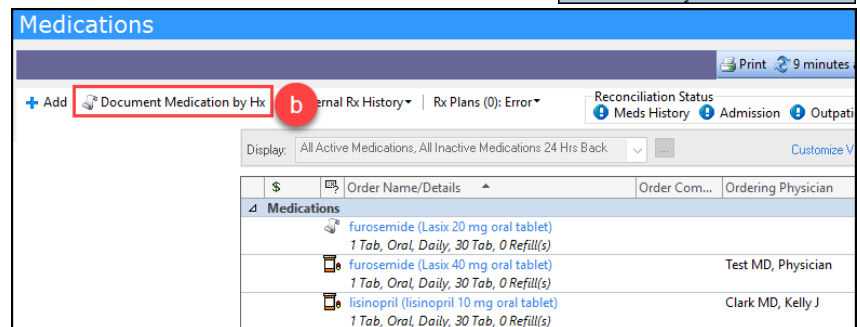 Medications
Print 9 minutes a
+ Add Document Medication by Hx b ernal Rx History Rx Plans (0): Error Reconciliation Status
Meds History Admission Outpati
Display: All Active Medications, All Inactive Medications 24 Hrs Back ... Customize V
$ Order Name/Details Order Com... Ordering Physician
Medications
furosemide (Lasix 20 mg oral tablet)
1 Tab, Oral, Daily, 30 Tab, 0 Refill(s)
furosemide (Lasix 40 mg oral tablet) Test MD, Physician
1 Tab, Oral, Daily, 30 Tab, 0 Refill(s)
lisinopril (lisinopril 10 mg oral tablet) Clark MD, Kelly J
1 Tab, Oral, Daily, 30 Tab, 0 Refill(s)